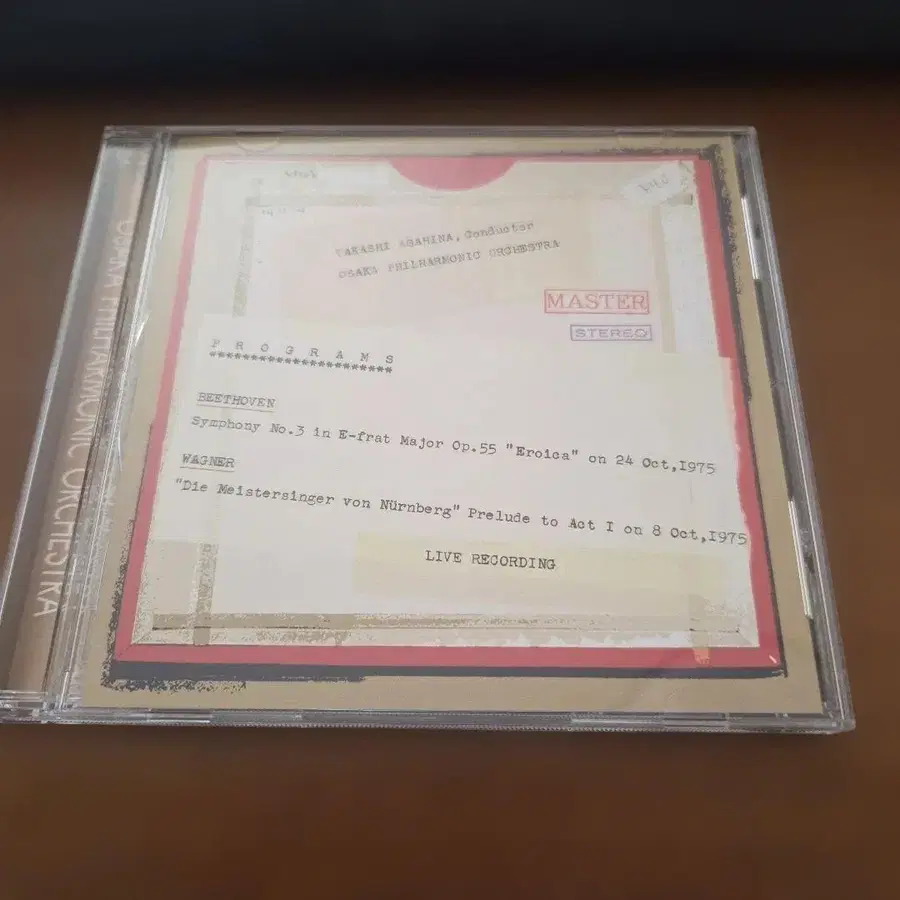 TAKASHI ASAHINA, Conductor
OSAKA PHILHARMONIC ORCHESTRA
MASTER
STEREO
P R O G R A M S
*********************
BEETHOVEN
Symphony No.3 in E-frat Major Op.55 "Eroica" on 24 Oct,1975
WAGNER
"Die Meistersinger von Nürnberg" Prelude to Act I on 8 Oct,1975
LIVE RECORDING
OSAKA PHILHARMONIC ORCHESTRA